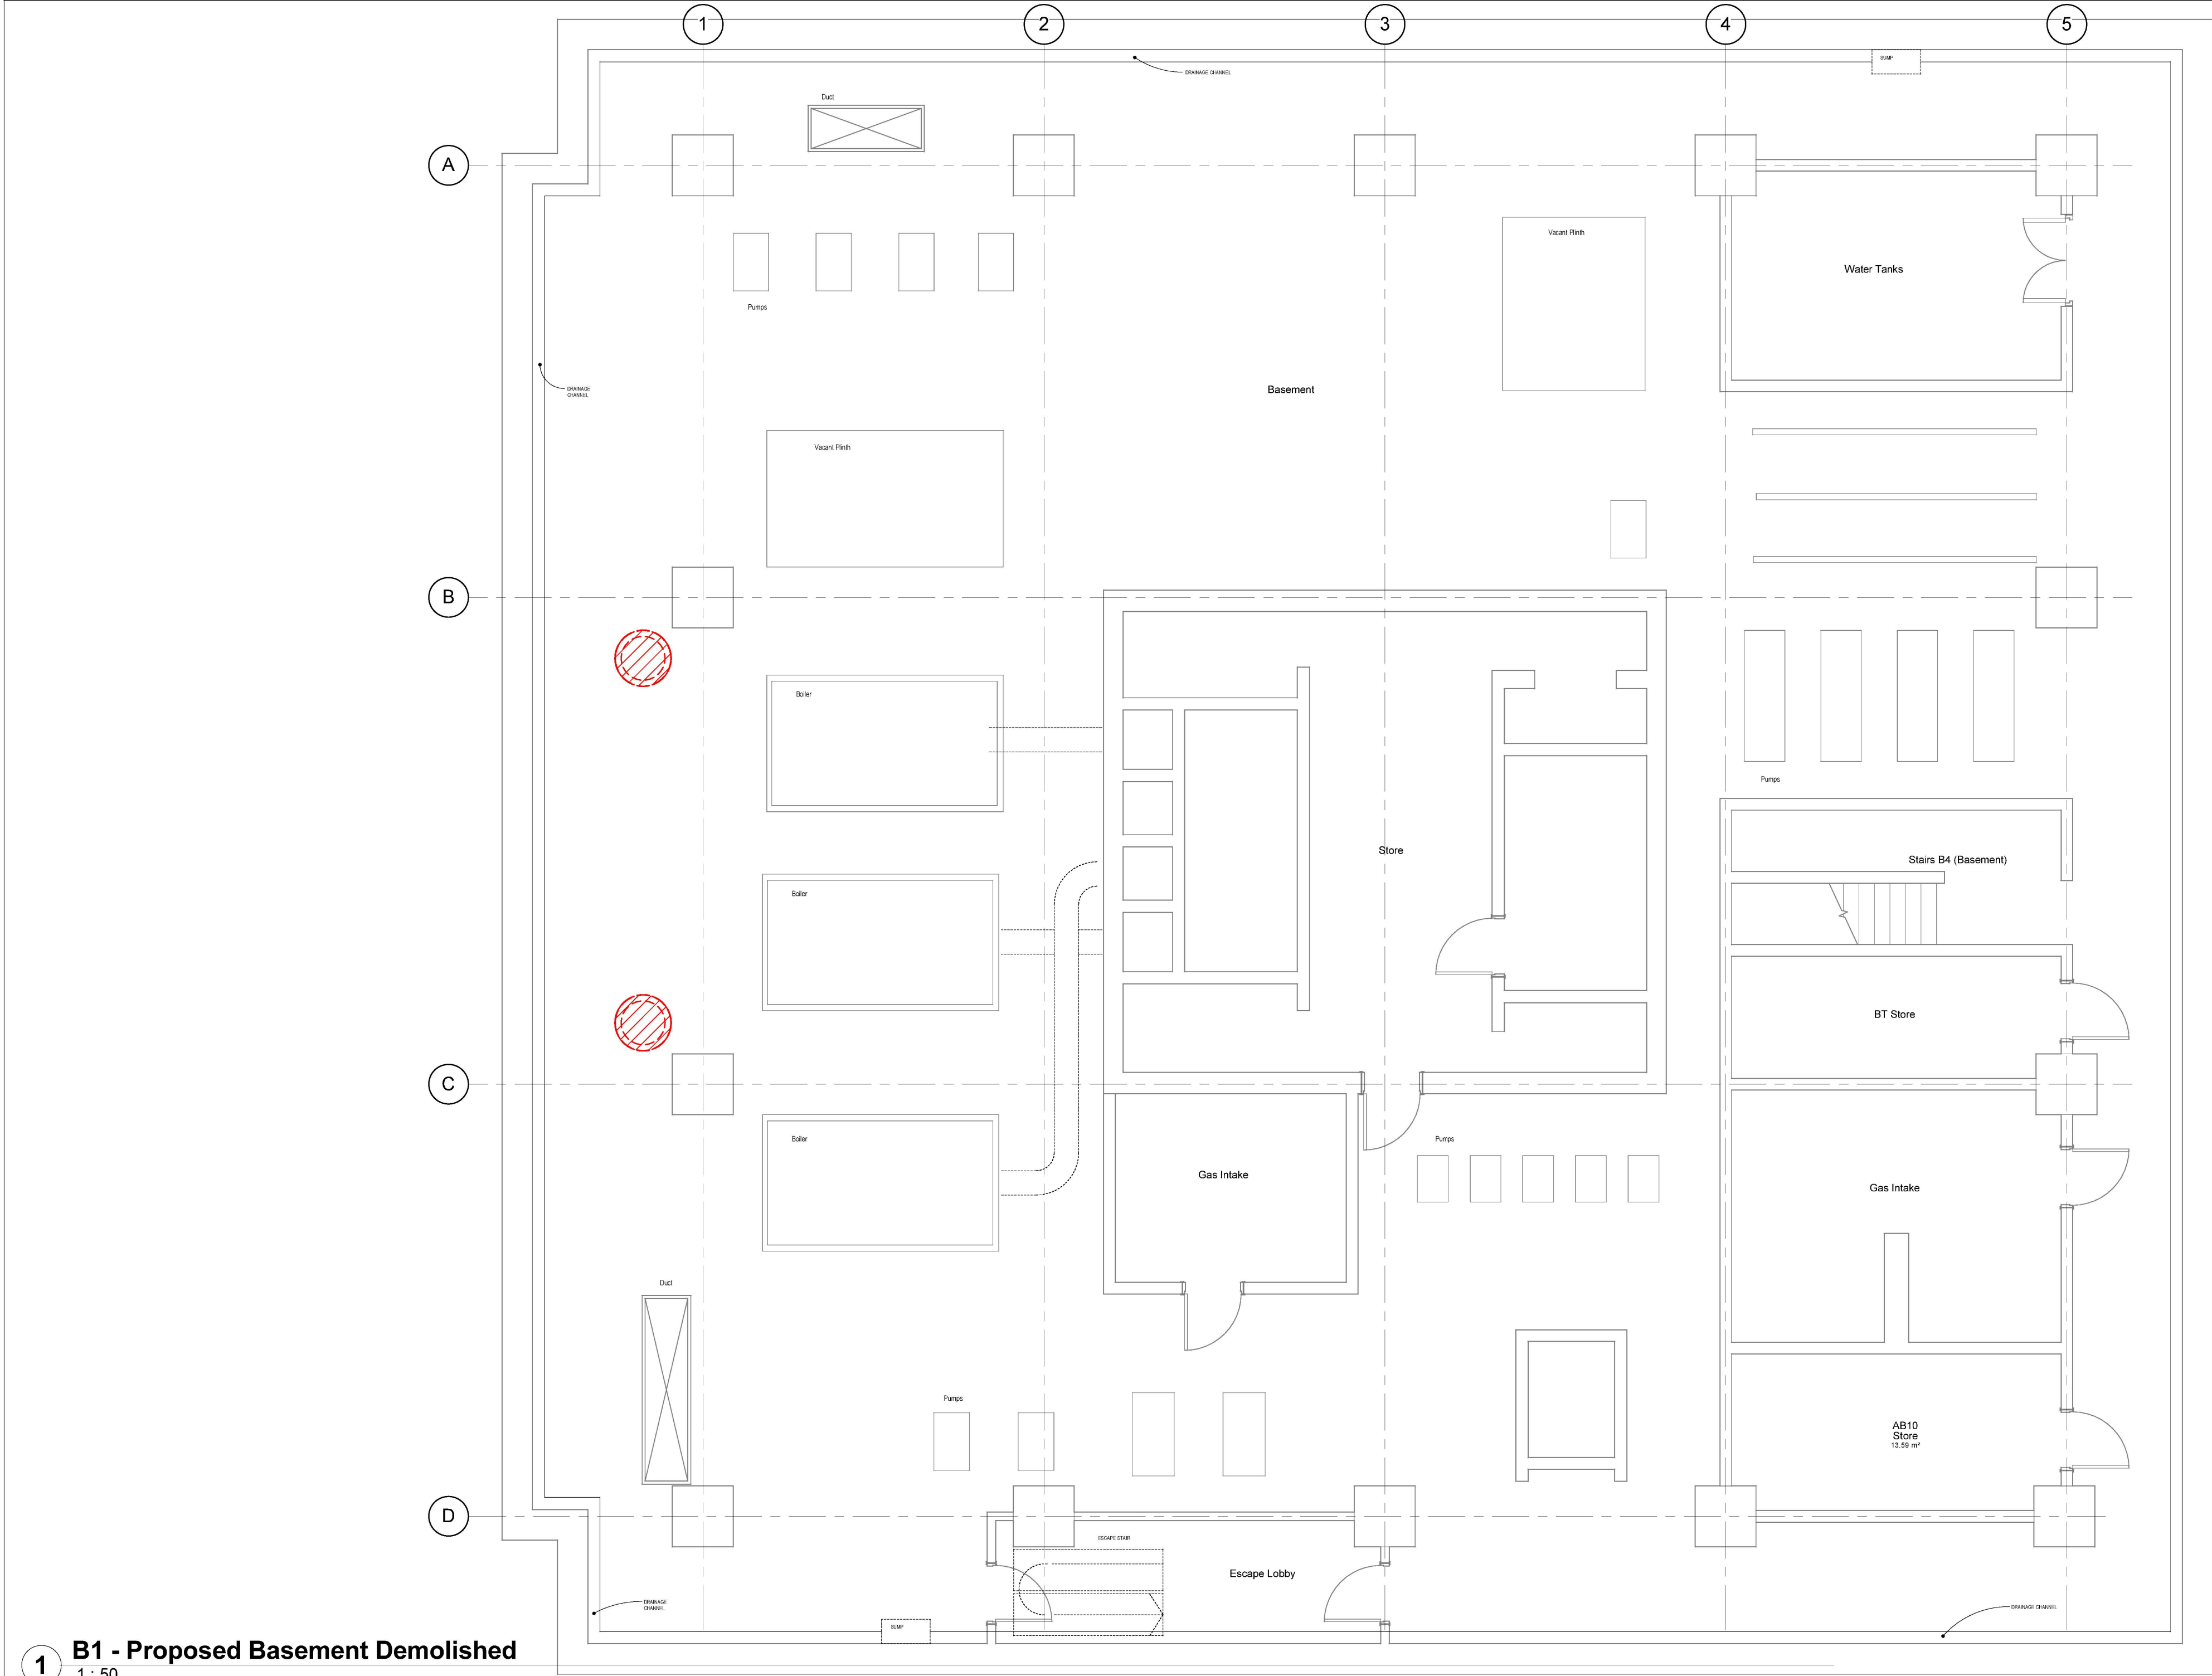 1
2
3
4
5
DRAINAGE CHANNEL
SUMP
Duct
A
Vacant Plinth
Water Tanks
Pumps
DRAINAGE
CHANNEL
Basement
Vacant Plinth
B
Boiler
Pumps
Store
Stairs B4 (Basement)
Boiler
BT Store
C
Boiler
Pumps
Gas Intake
Gas Intake
Duct
Pumps
AB10
Store
13.59 m²
D
ESCAPE STAIR
Escape Lobby
DRAINAGE
CHANNEL
DRAINAGE CHANNEL
SUMP
1
B1 - Proposed Basement Demolished
1 : 50